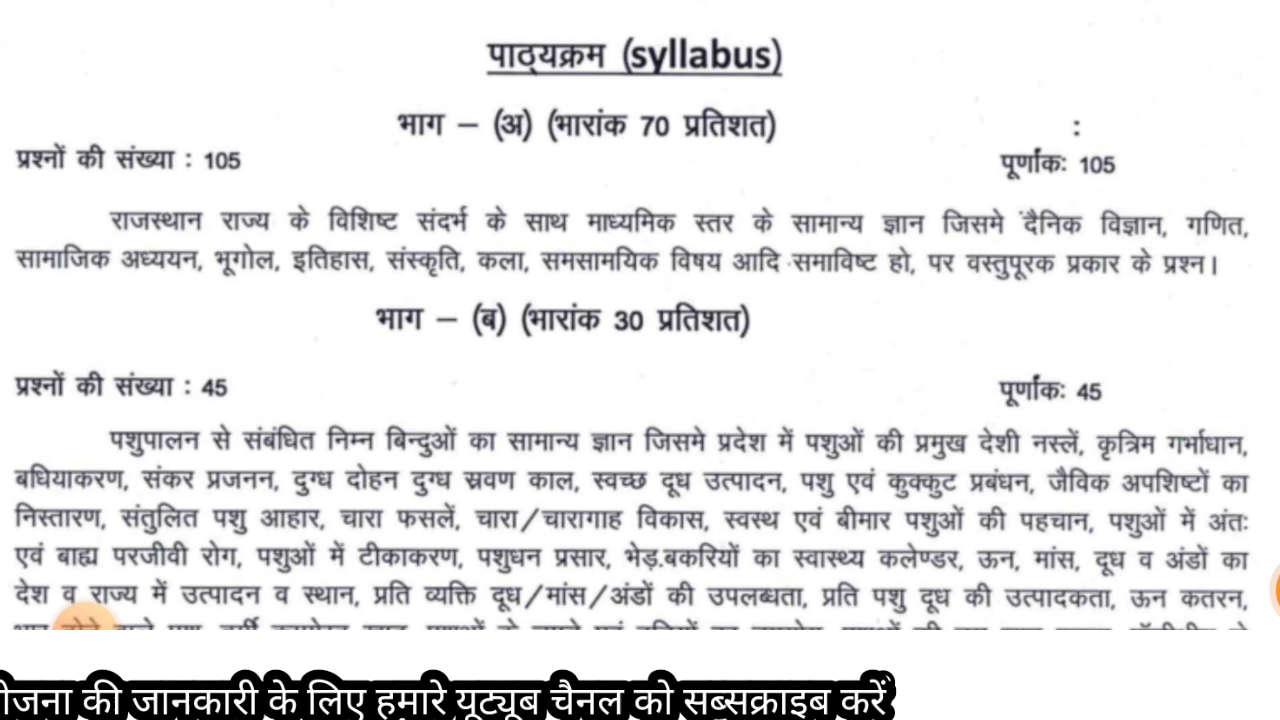 पाठ्यक्रम (syllabus)
भाग – (अ) (भारांक 70 प्रतिशत)
:
प्रश्नों की संख्या : 105
पूर्णांक: 105
राजस्थान राज्य के विशिष्ट संदर्भ के साथ माध्यमिक स्तर के सामान्य ज्ञान जिसमे दैनिक विज्ञान, गणित,
सामाजिक अध्ययन, भूगोल, इतिहास, संस्कृति, कला, समसामयिक विषय आदि समाविष्ट हो, पर वस्तुपूरक प्रकार के प्रश्न।
भाग – (ब) (भारांक 30 प्रतिशत)
प्रश्नों की संख्या : 45
पूर्णांक: 45
पशुपालन से संबंधित निम्न बिन्दुओं का सामान्य ज्ञान जिसमे प्रदेश में पशुओं की प्रमुख देशी नस्लें, कृत्रिम गर्भाधान,
बधियाकरण, संकर प्रजनन, दुग्ध दोहन दुग्ध स्रवण काल, स्वच्छ दूध उत्पादन, पशु एवं कुक्कुट प्रबंधन, जैविक अपशिष्टों का
निस्तारण, संतुलित पशु आहार, चारा फसलें, चारा/चारागाह विकास, स्वस्थ एवं बीमार पशुओं की पहचान, पशुओं में अंतः
एवं बाह्य परजीवी रोग, पशुओं में टीकाकरण, पशुधन प्रसार, भेड़.बकरियों का स्वास्थ्य कलेण्डर, ऊन, मांस, दूध व अंडों का
देश व राज्य में उत्पादन व स्थान, प्रति व्यक्ति दूध/मांस/अंडों की उपलब्धता, प्रति पशु दूध की उत्पादकता, ऊन कतरन,
की जानकारी के लिए हमारे यूट्यूब चैनल को सब्सक्राइब करें